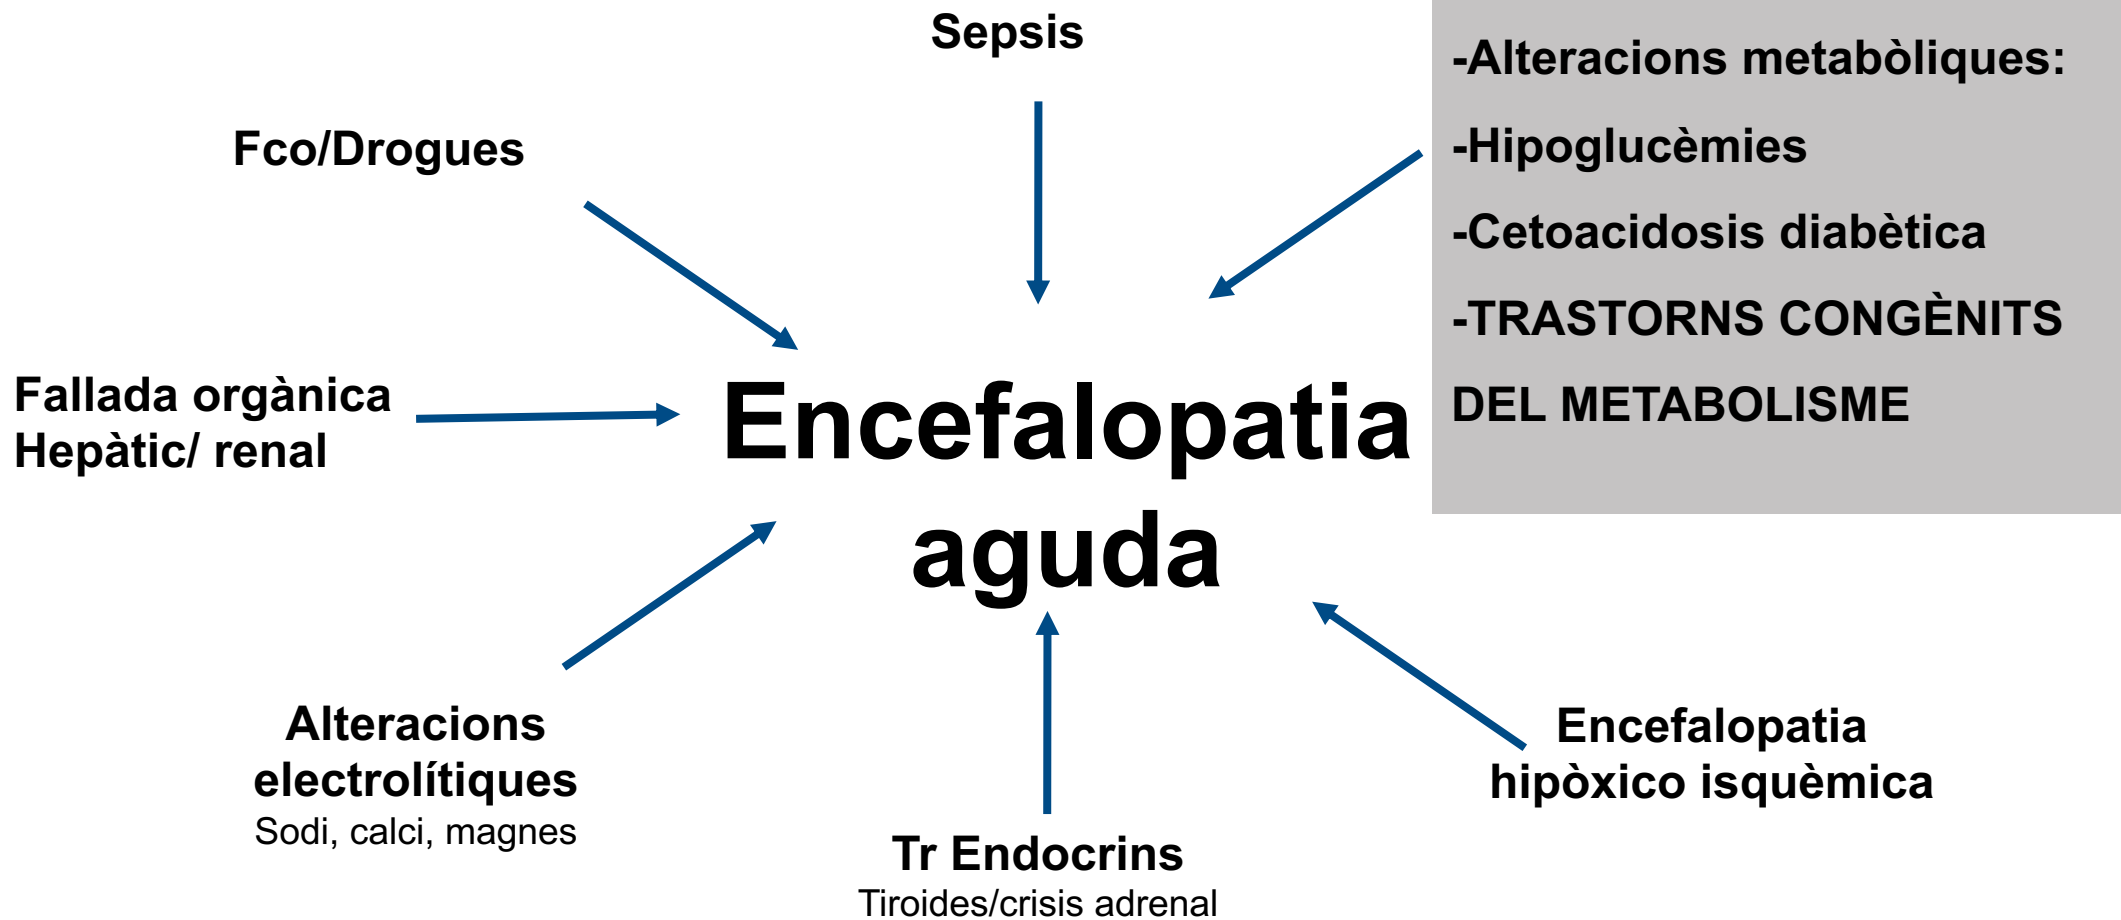 Sepsis
-Alteracions metabòliques:
-Hipoglucèmies
-Cetoacidosis diabètica
-TRASTORNS CONGÈNITS
DEL METABOLISME
Fco/Drogues
Fallada orgànica
Hepàtic/ renal
Encefalopatia
aguda
Alteracions
electrolítiques
Sodi, calci, magnes
Tr Endocrins
Tiroides/crisis adrenal
Encefalopatia
hipòxico isquèmica